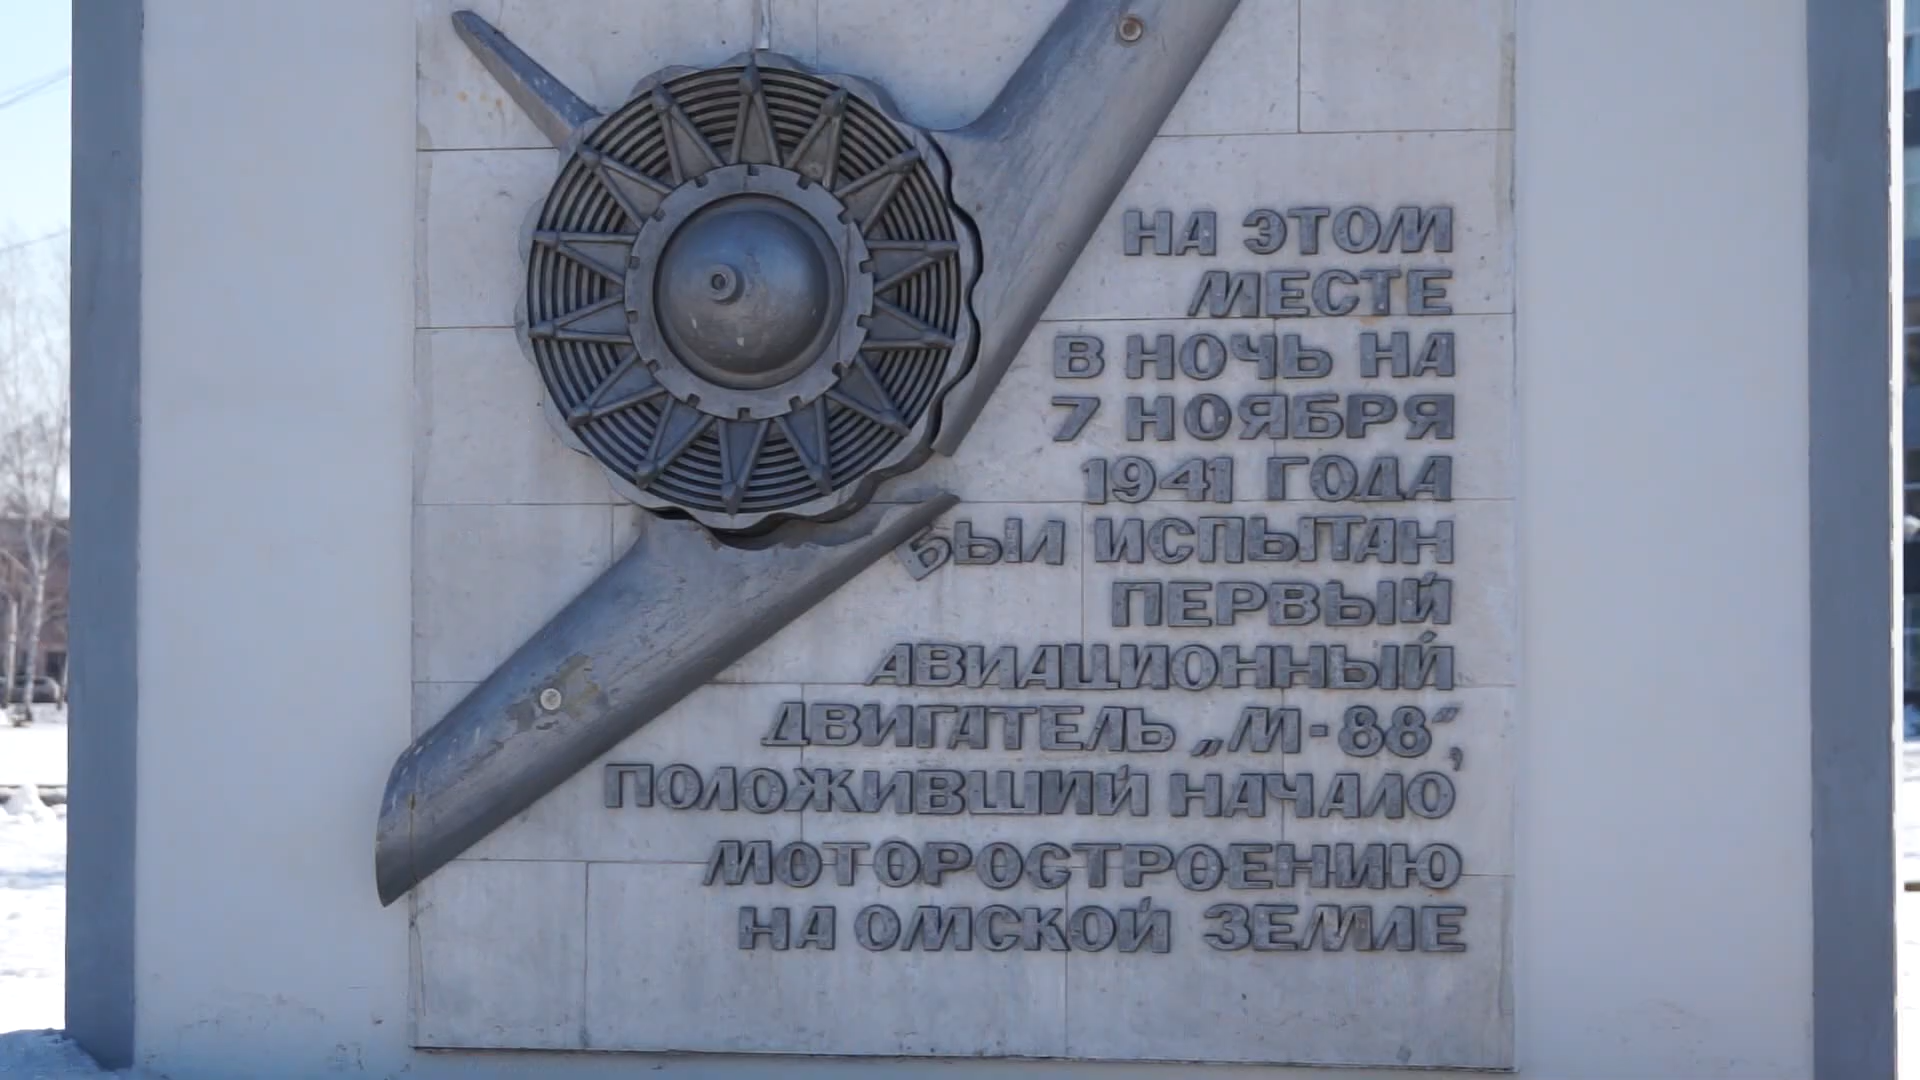 НА ЭТОМ
МЕСТЕ
В НОЧЬ НА
7 НОЯБРЯ
1941 ГОДА
БЫЛ ИСПЫТАН
ПЕРВЫЙ
АВИАЦИОННЫЙ
ДВИГАТЕЛЬ „М-88“,
ПОЛОЖИВШИЙ НАЧАЛО
МОТОРОСТРОЕНИЮ
НА ОМСКОЙ ЗЕМЛЕ